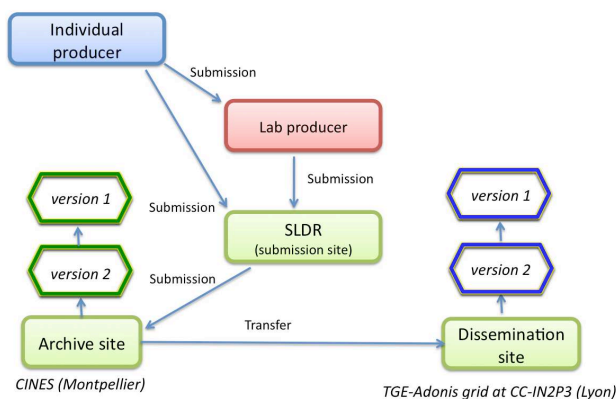 Individual
producer
Submission
Lab producer
Submission
version 1
Submission
version 1
SLDR
(submission site)
version 2
version 2
Submission
Transfer
Archive site
Dissemination
site
CINES (Montpellier)
TGE-Adonis grid at CC-IN2P3 (Lyon)